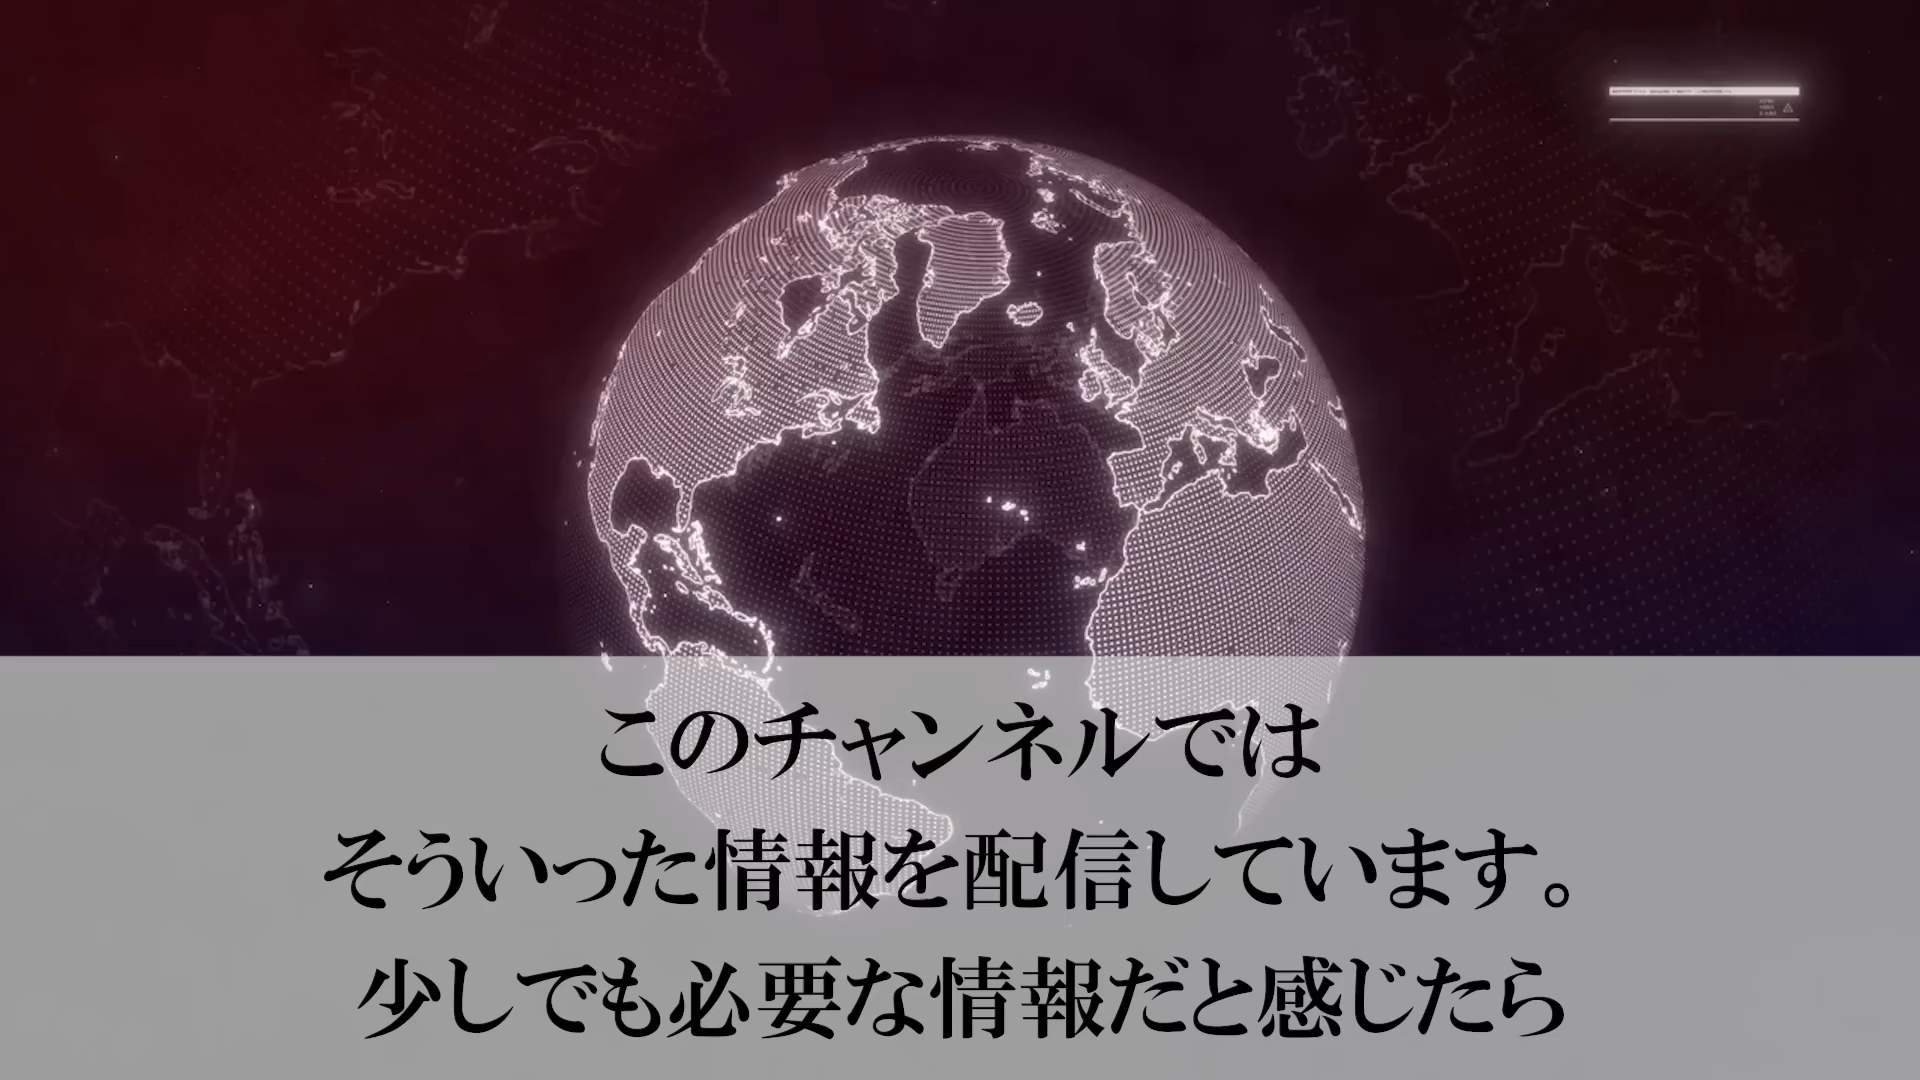 このチャンネルでは
そういった情報を配信しています。
少しでも必要な情報だと感じたら